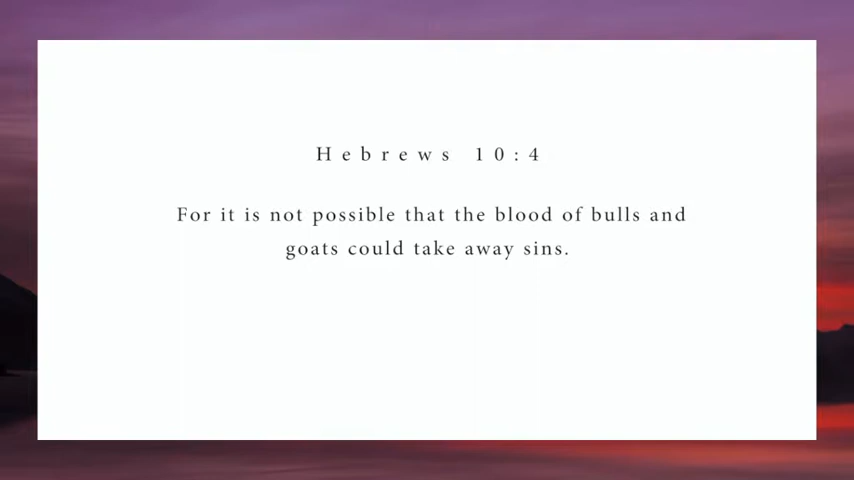 Hebrews 10:4
For it is not possible that the blood of bulls and
goats could take away sins.